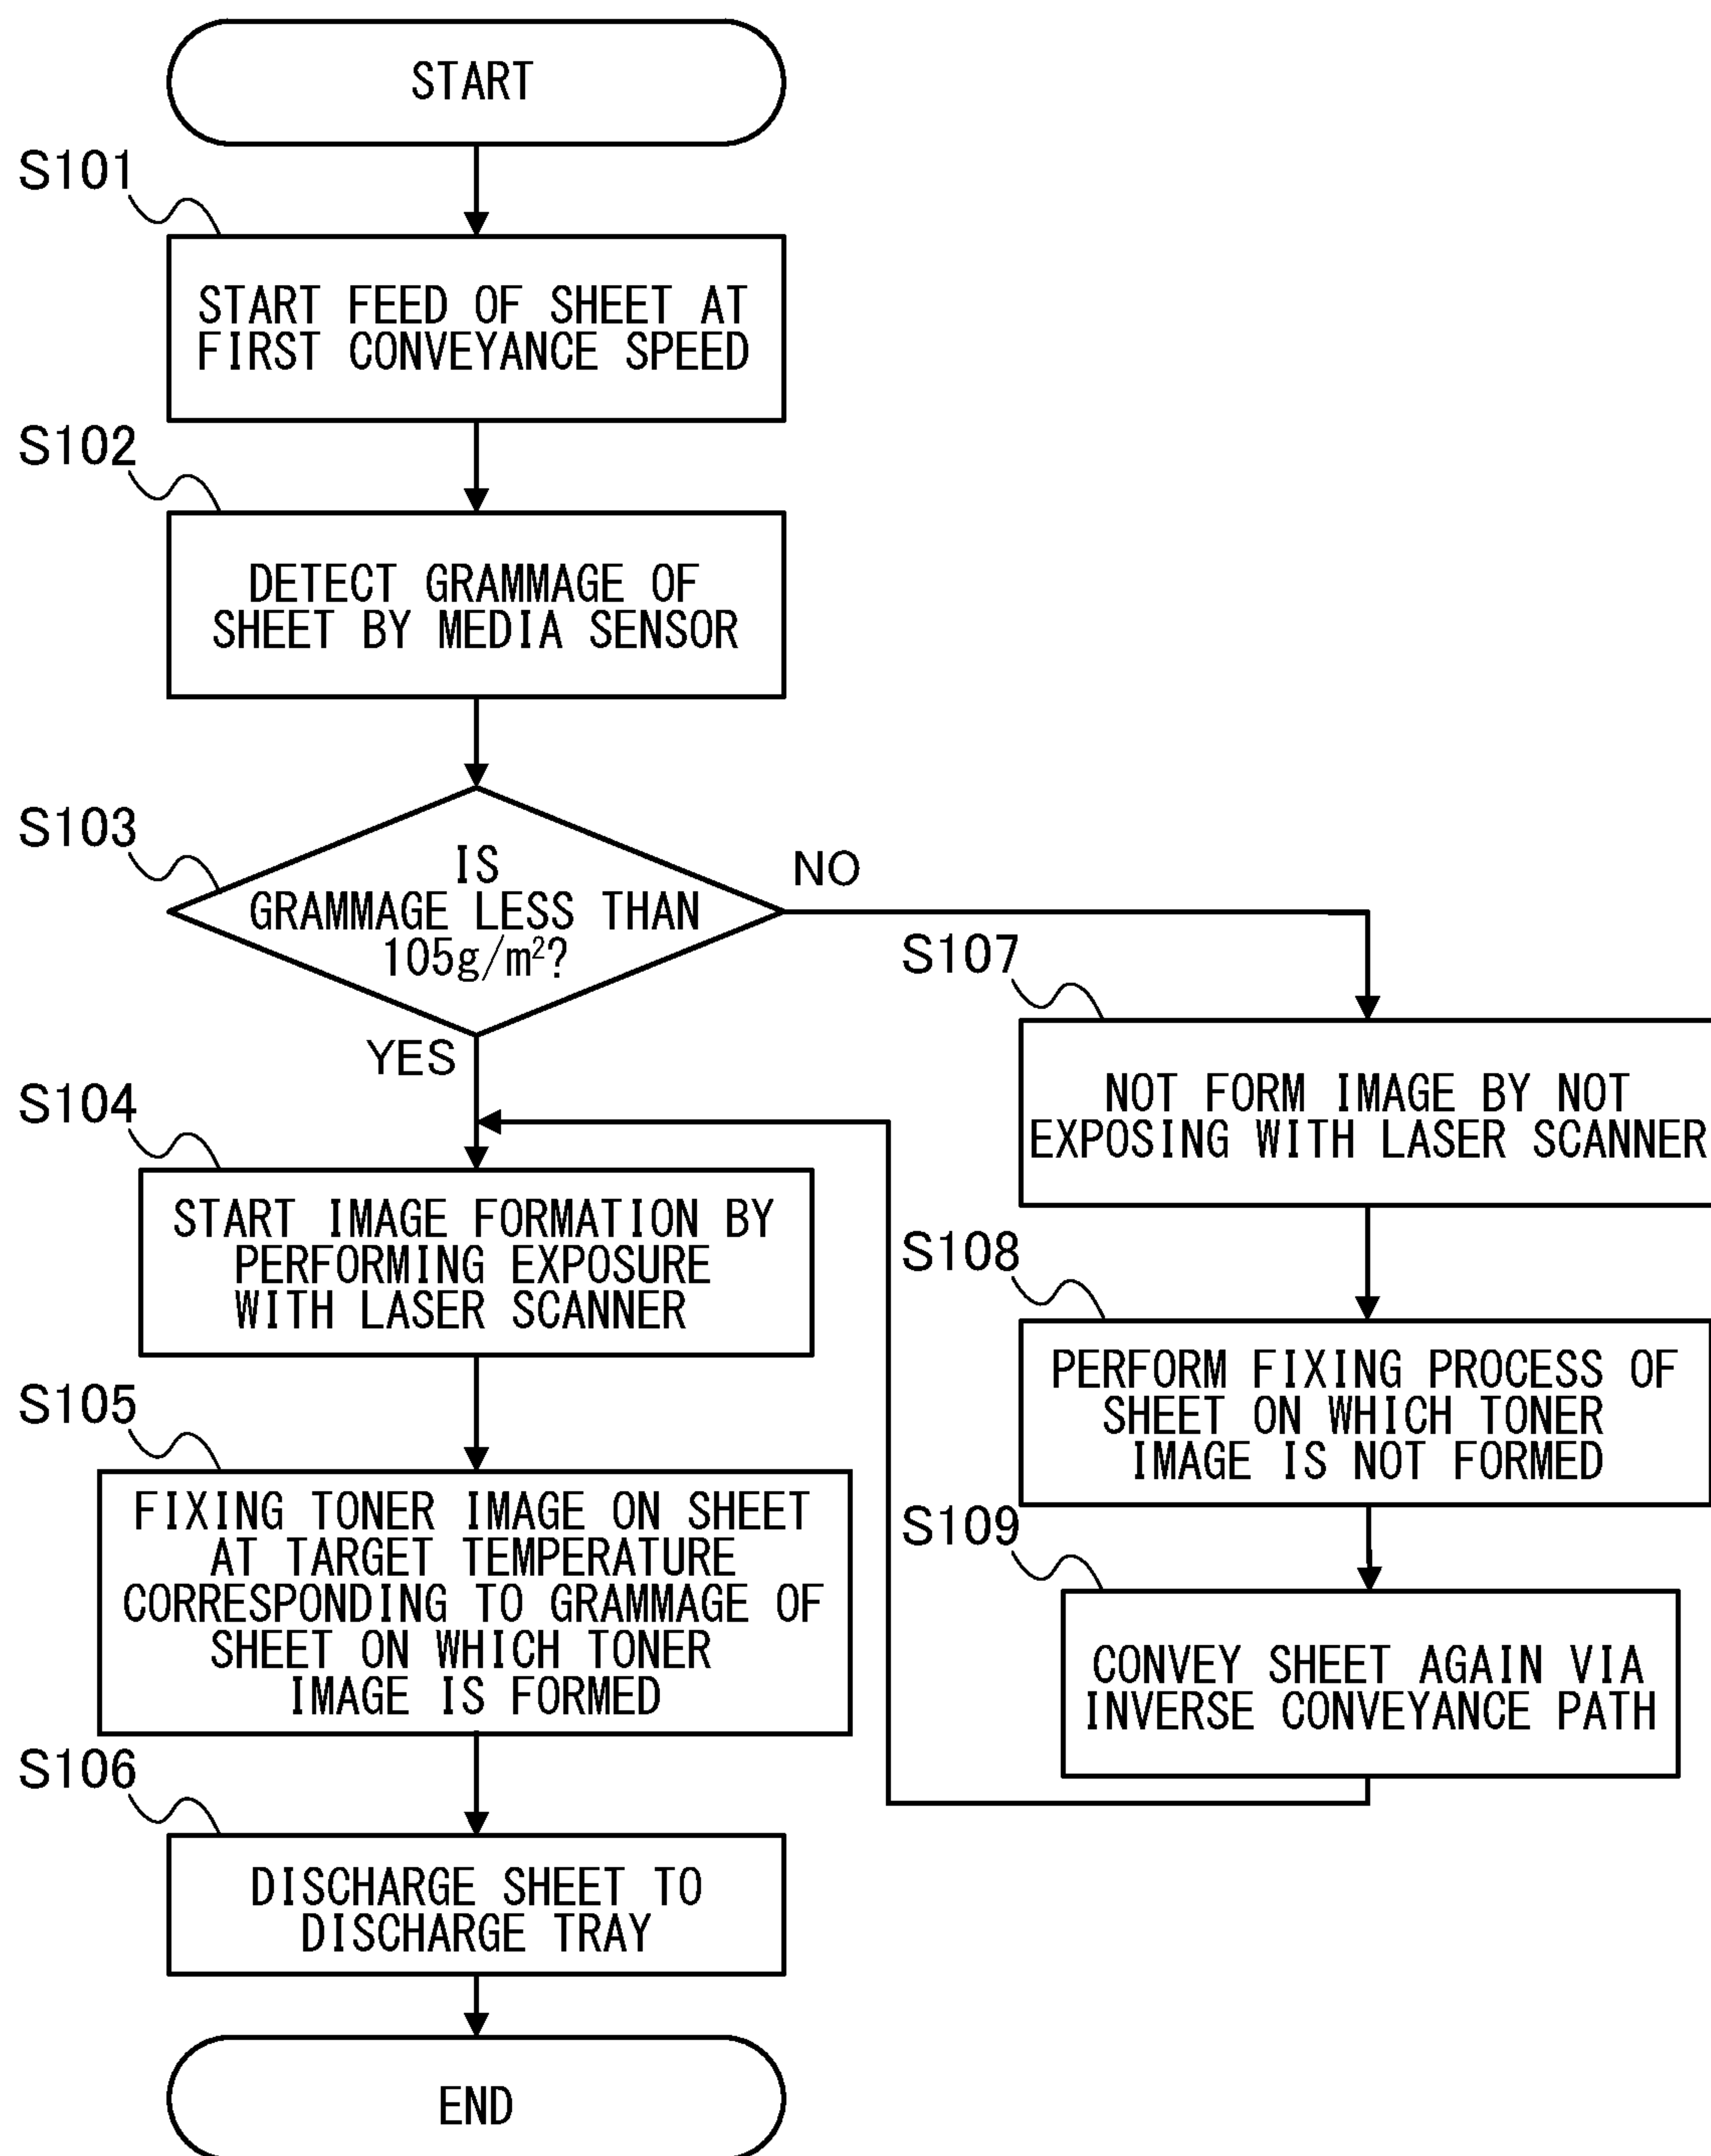 START
S101
START FEED OF SHEET AT
FIRST CONVEYANCE SPEED
S102
DETECT GRAMMAGE OF
SHEET BY MEDIA SENSOR
S103
IS
GRAMMAGE LESS THAN
105g/m²?
NO
YES
S104
START IMAGE FORMATION BY
PERFORMING EXPOSURE
WITH LASER SCANNER
S105
FIXING TONER IMAGE ON SHEET
AT TARGET TEMPERATURE
CORRESPONDING TO GRAMMAGE OF
SHEET ON WHICH TONER
IMAGE IS FORMED
S106
DISCHARGE SHEET TO
DISCHARGE TRAY
END
S107
NOT FORM IMAGE BY NOT
EXPOSING WITH LASER SCANNER
S108
PERFORM FIXING PROCESS OF
SHEET ON WHICH TONER
IMAGE IS NOT FORMED
S109
CONVEY SHEET AGAIN VIA
INVERSE CONVEYANCE PATH